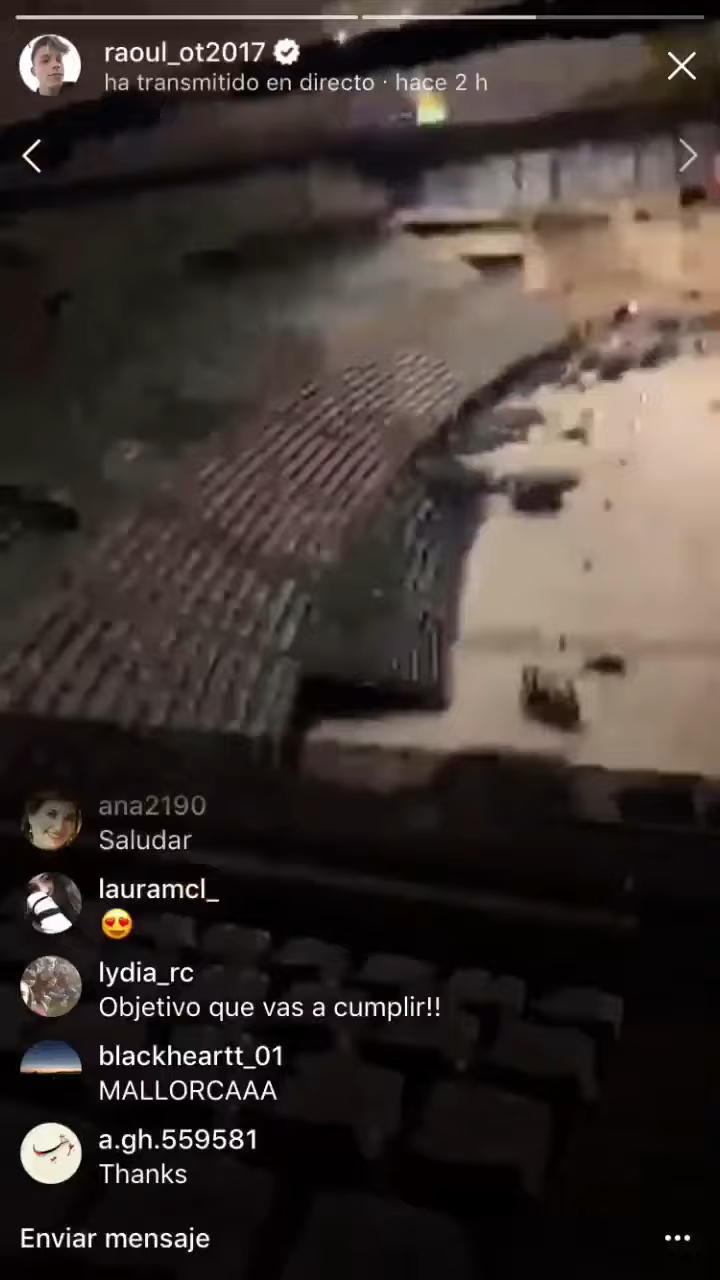 raoul_ot2017
ha transmitido en directo · hace 2 h
ana2190
Saludar
lauramcl_
😍
lydia_rc
Objetivo que vas a cumplir!!
blackheartt_01
MALLORCAAA
a.gh.559581
Thanks
Enviar mensaje